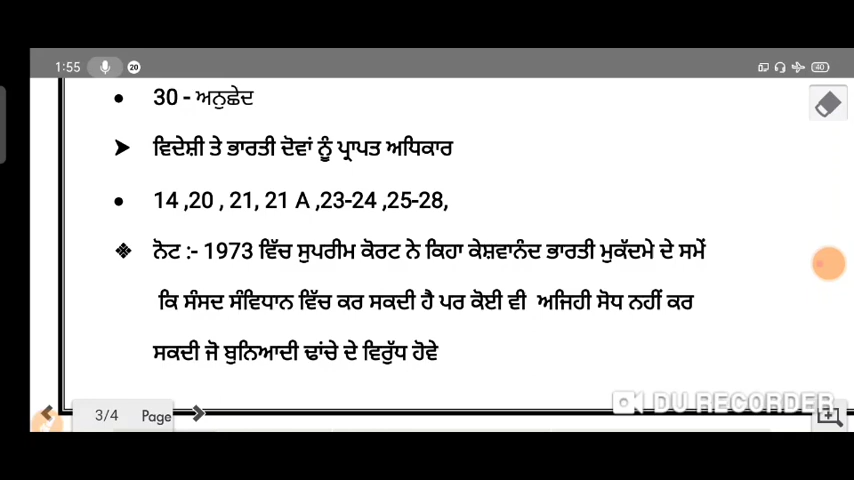 1:55 20 40
• 30 - ਅਨੁਛੇਦ
➤ ਵਿਦੇਸ਼ੀ ਤੇ ਭਾਰਤੀ ਦੋਵਾਂ ਨੂੰ ਪ੍ਰਾਪਤ ਅਧਿਕਾਰ
• 14 ,20 , 21, 21 A ,23-24 ,25-28,
❖ ਨੋਟ :- 1973 ਵਿੱਚ ਸੁਪਰੀਮ ਕੋਰਟ ਨੇ ਕਿਹਾ ਕੇਸ਼ਵਾਨੰਦ ਭਾਰਤੀ ਮੁਕੱਦਮੇ ਦੇ ਸਮੇਂ
ਕਿ ਸੰਸਦ ਸੰਵਿਧਾਨ ਵਿੱਚ ਕਰ ਸਕਦੀ ਹੈ ਪਰ ਕੋਈ ਵੀ ਅਜਿਹੀ ਸੋਧ ਨਹੀਂ ਕਰ
ਸਕਦੀ ਜੋ ਬੁਨਿਆਦੀ ਢਾਂਚੇ ਦੇ ਵਿਰੁੱਧ ਹੋਵੇ
DU RECORDER
3/4 Page